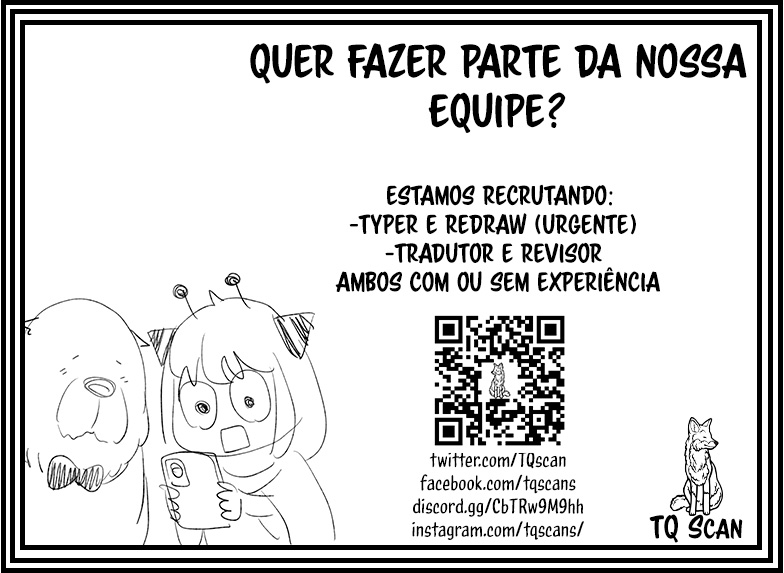 QUER FAZER PARTE DA NOSSA
EQUIPE?
ESTAMOS RECRUTANDO:
-TYPER E REDRAW (URGENTE)
-TRADUTOR E REVISOR
AMBOS COM OU SEM EXPERIÊNCIA
twitter.com/TQscan
facebook.com/tqscans
discord.gg/CbTRw9M9hh
instagram.com/tqscans/
TQ SCAN